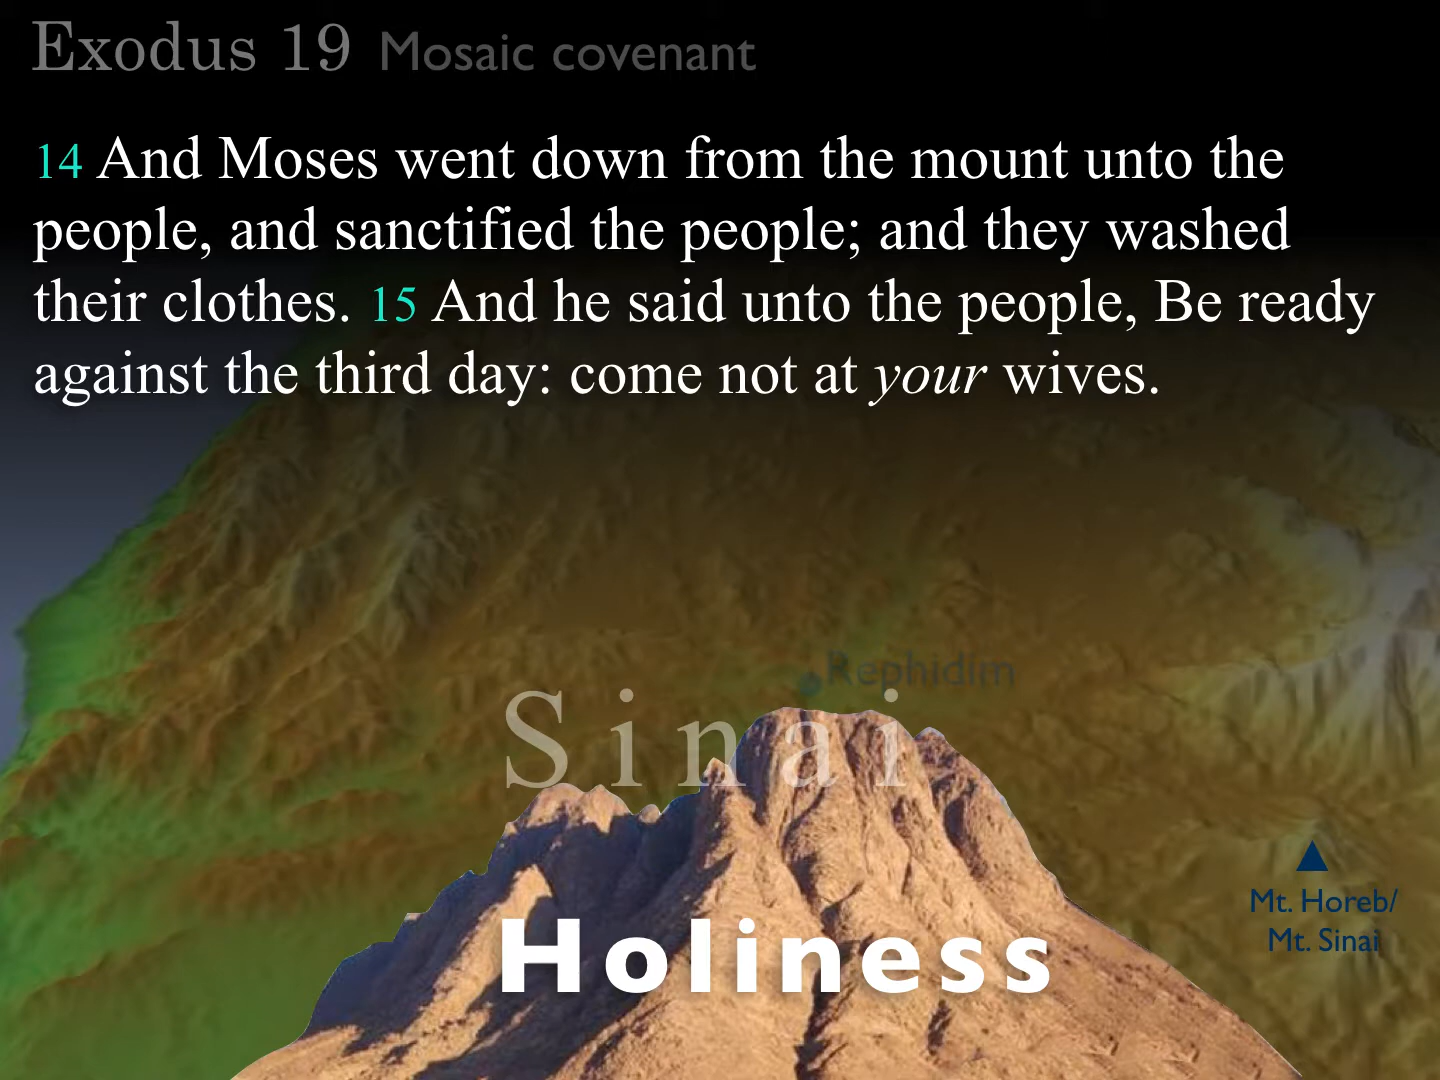 Exodus 19 Mosaic covenant
14 And Moses went down from the mount unto the
people, and sanctified the people; and they washed
their clothes. 15 And he said unto the people, Be ready
against the third day: come not at your wives.
Rephidim
Sinai
Mt. Horeb/
Mt. Sinai
Holiness